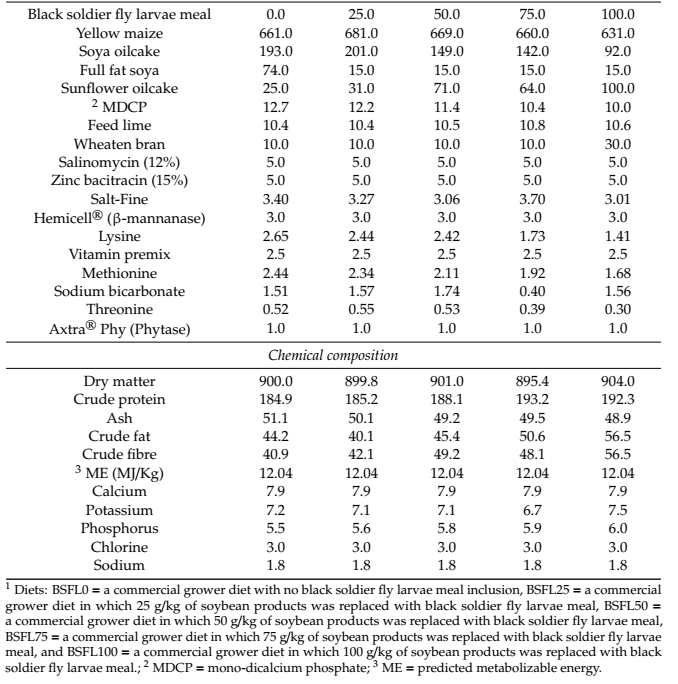 Black soldier fly larvae meal 0.0 25.0 50.0 75.0 100.0
Yellow maize 661.0 681.0 669.0 660.0 631.0
Soya oilcake 193.0 201.0 149.0 142.0 92.0
Full fat soya 74.0 15.0 15.0 15.0 15.0
Sunflower oilcake 25.0 31.0 71.0 64.0 100.0
² MDCP 12.7 12.2 11.4 10.4 10.0
Feed lime 10.4 10.4 10.5 10.8 10.6
Wheaten bran 10.0 10.0 10.0 10.0 30.0
Salinomycin (12%) 5.0 5.0 5.0 5.0 5.0
Zinc bacitracin (15%) 5.0 5.0 5.0 5.0 5.0
Salt-Fine 3.40 3.27 3.06 3.70 3.01
Hemicell® (β-mannanase) 3.0 3.0 3.0 3.0 3.0
Lysine 2.65 2.44 2.42 1.73 1.41
Vitamin premix 2.5 2.5 2.5 2.5 2.5
Methionine 2.44 2.34 2.11 1.92 1.68
Sodium bicarbonate 1.51 1.57 1.74 0.40 1.56
Threonine 0.52 0.55 0.53 0.39 0.30
Axtra® Phy (Phytase) 1.0 1.0 1.0 1.0 1.0
Chemical composition
Dry matter 900.0 899.8 901.0 895.4 904.0
Crude protein 184.9 185.2 188.1 193.2 192.3
Ash 51.1 50.1 49.2 49.5 48.9
Crude fat 44.2 40.1 45.4 50.6 56.5
Crude fibre 40.9 42.1 49.2 48.1 56.5
³ ME (MJ/Kg) 12.04 12.04 12.04 12.04 12.04
Calcium 7.9 7.9 7.9 7.9 7.9
Potassium 7.2 7.1 7.1 6.7 7.5
Phosphorus 5.5 5.6 5.8 5.9 6.0
Chlorine 3.0 3.0 3.0 3.0 3.0
Sodium 1.8 1.8 1.8 1.8 1.8
¹ Diets: BSFL0 = a commercial grower diet with no black soldier fly larvae meal inclusion, BSFL25 = a commercial
grower diet in which 25 g/kg of soybean products was replaced with black soldier fly larvae meal, BSFL50 =
a commercial grower diet in which 50 g/kg of soybean products was replaced with black soldier fly larvae meal,
BSFL75 = a commercial grower diet in which 75 g/kg of soybean products was replaced with black soldier fly larvae
meal, and BSFL100 = a commercial grower diet in which 100 g/kg of soybean products was replaced with black
soldier fly larvae meal.; ² MDCP = mono-dicalcium phosphate; ³ ME = predicted metabolizable energy.